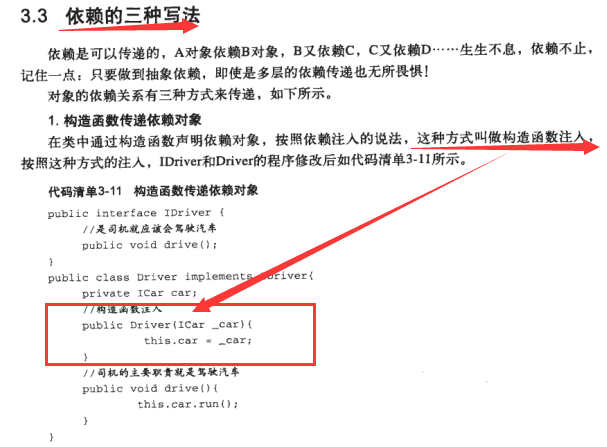 3.3 依赖的三种写法
依赖是可以传递的，A对象依赖B对象，B又依赖C，C又依赖D……生生不息，依赖不止，
记住一点：只要做到抽象依赖，即使是多层的依赖传递也无所畏惧！
对象的依赖关系有三种方式来传递，如下所示。
1. 构造函数传递依赖对象
在类中通过构造函数声明依赖对象，按照依赖注入的说法，这种方式叫做构造函数注入，
按照这种方式的注入，IDriver和Driver的程序修改后如代码清单3-11所示。
代码清单3-11 构造函数传递依赖对象
public interface IDriver {
//是司机就应该会驾驶汽车
public void drive();
}
public class Driver implements IDriver{
private ICar car;
//构造函数注入
public Driver(ICar _car){
this.car = _car;
}
//司机的主要职责就是驾驶汽车
public void drive(){
this.car.run();
}
}